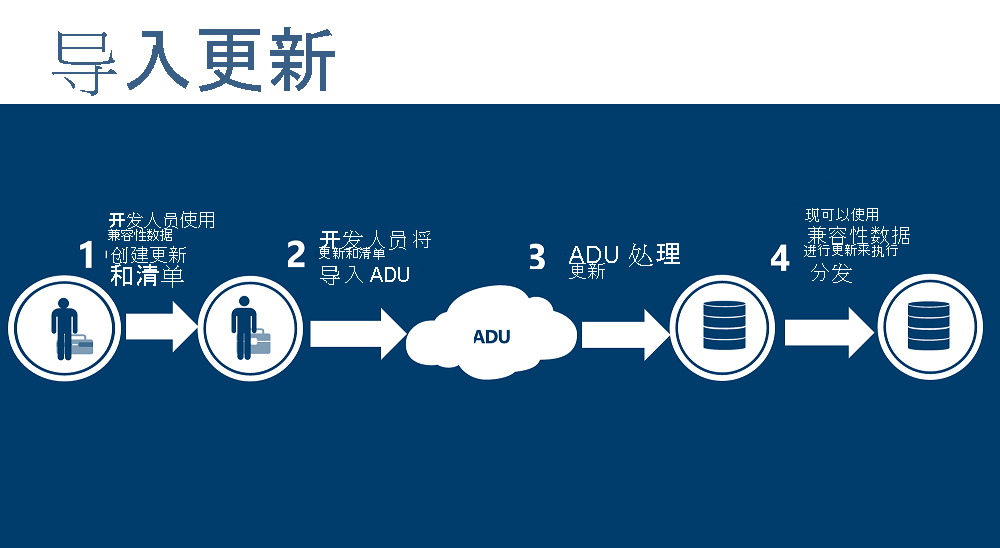 导入更新
1
开发人员使用
兼容性数据
'创建更新
和清单
2
开发人员将
更新和清单
导入 ADU
3
ADU 处理
更新
4
现可以使用
兼容性数据
进行更新来执行
分发
ADU